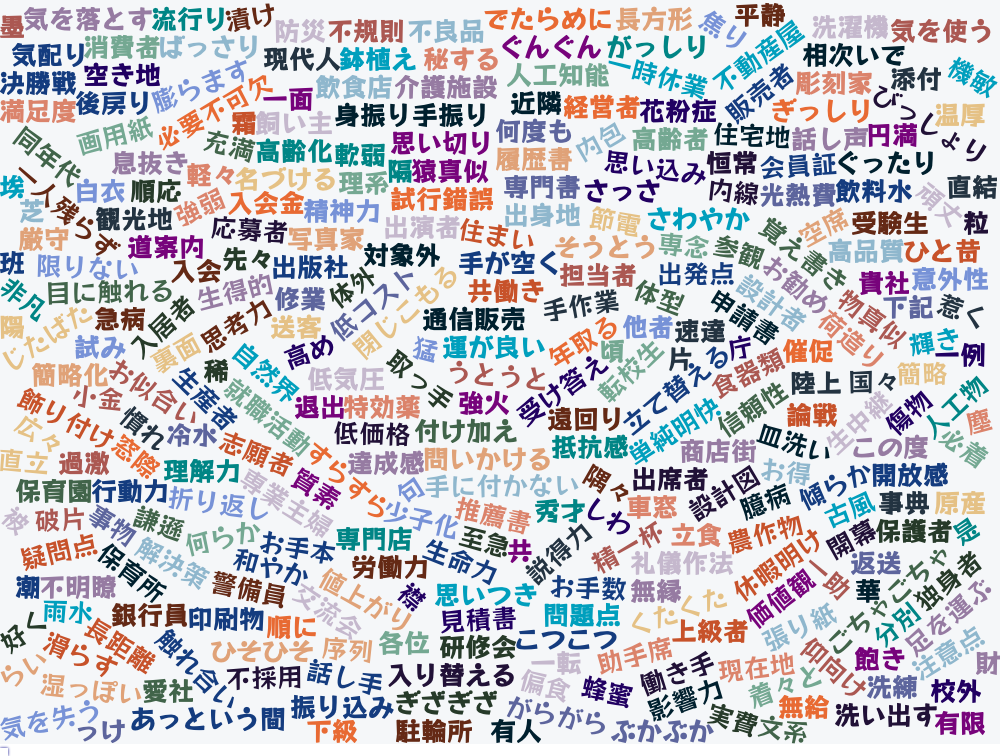 墨 気を落とす 流行り 漬け 防災 不規則 不良品 でたらめに 長方形 焦り 平静 洗濯機 気を使う
気配り 消費者 ばっさり 現代人 鉢植え 秘する ぐんぐん がっしり 不動産屋 相次いで
決勝戦 空き地 膨らます 飲食店 介護施設 人工知能 一時休業 販売者 彫刻家 添付 機敏
満足度 後戻り 必要不可欠 一面 身振り手振り 近隣 経営者 花粉症 ぎっしり びっしょり 温厚
同年代 画用紙 霜 飼い主 充満 高齢化 軟弱 思い切り 何度も 内包 高齢者 住宅地 話し声 円満
息抜き 軽々 名づける 理系 隔 猿真似 履歴書 思い込み 恒常 会員証 ぐったり
埃 一人残らず 白衣 順応 強弱 入会金 精神力 試行錯誤 専門書 さっさ 内線 光熱費 飲料水 頑丈 直結
芝 観光地 応募者 写真家 出演者 住まい 出身地 節電 さわやか 覚え書き 空席 受験生 粒
厳守 道案内 先々 対象外 そうとう 専念 参観 高品質 ひと昔
班 限りない 入会 出版社 体外 手が空く 担当者 出発点 お勧め 貴社 意外性
非凡 目に触れる 生得的 修業 低コスト 閉じこもる 共働き 手作業 体型 申請書 設計者 物真似 下記 惹く
陽 じたばた 急病 入居者 思考力 送客 通信販売 年取る 他者 速達 荷造り 輝き
試み 裏面 稀 自然界 高め 取っ手 猛 運が良い 頃 転校生 片 庁 催促 一例
簡略化 小金 お似合い 生産者 就職活動 低気圧 うとうと 受け答え 立て替える 食器類 陸上 国々 簡略
飾り付け 慣れ 退出 特効薬 強火 遠回り 単純明快 信頼性 論戦 生中継 傷物 人工物 塵
広々 窓際 冷水 志願者 すらすら 低価格 付け加え 抵抗感 商店街 皿洗い この度 必着
直立 過激 理解力 専業主婦 質素 達成感 問いかける 隅々 出席者 設計図 お得 傾らか 開放感
保育園 行動力 折り返し 句 手に付かない 車窓 臆病 古風 事典 原産
破片 事物 謙遜 何らか 少子化 推薦書 秀才 しわ 立食 農作物 開幕 保護者 是
疑問点 保育所 解決策 和やか お手本 専門店 生命力 至急 共 説得力 精一杯 礼儀作法 休暇明け 返送
潮 不明瞭 警備員 交流会 値上がり 労働力 襟 思いつき お手数 無縁 価値観 華 ごちゃごちゃ 独身者
好く 雨水 長距離 銀行員 印刷物 順に 見積書 問題点 くたくた 上級者 張り紙 分別 足を運ぶ
滑らす 触れ合い ひそひそ 序列 各位 研修会 こつこつ 助手席 働き手 現在地 飽き 注意点 財
湿っぽい 愛社 不採用 話し手 入り替える 一転 偏食 蜂蜜 影響力 着々と 無給 洗練 校外
気を失う つけ あっという間 振り込み 下級 ぎざぎざ 駐輪所 有人 がらがら ぶかぶか 実費 文系 洗い出す 有限